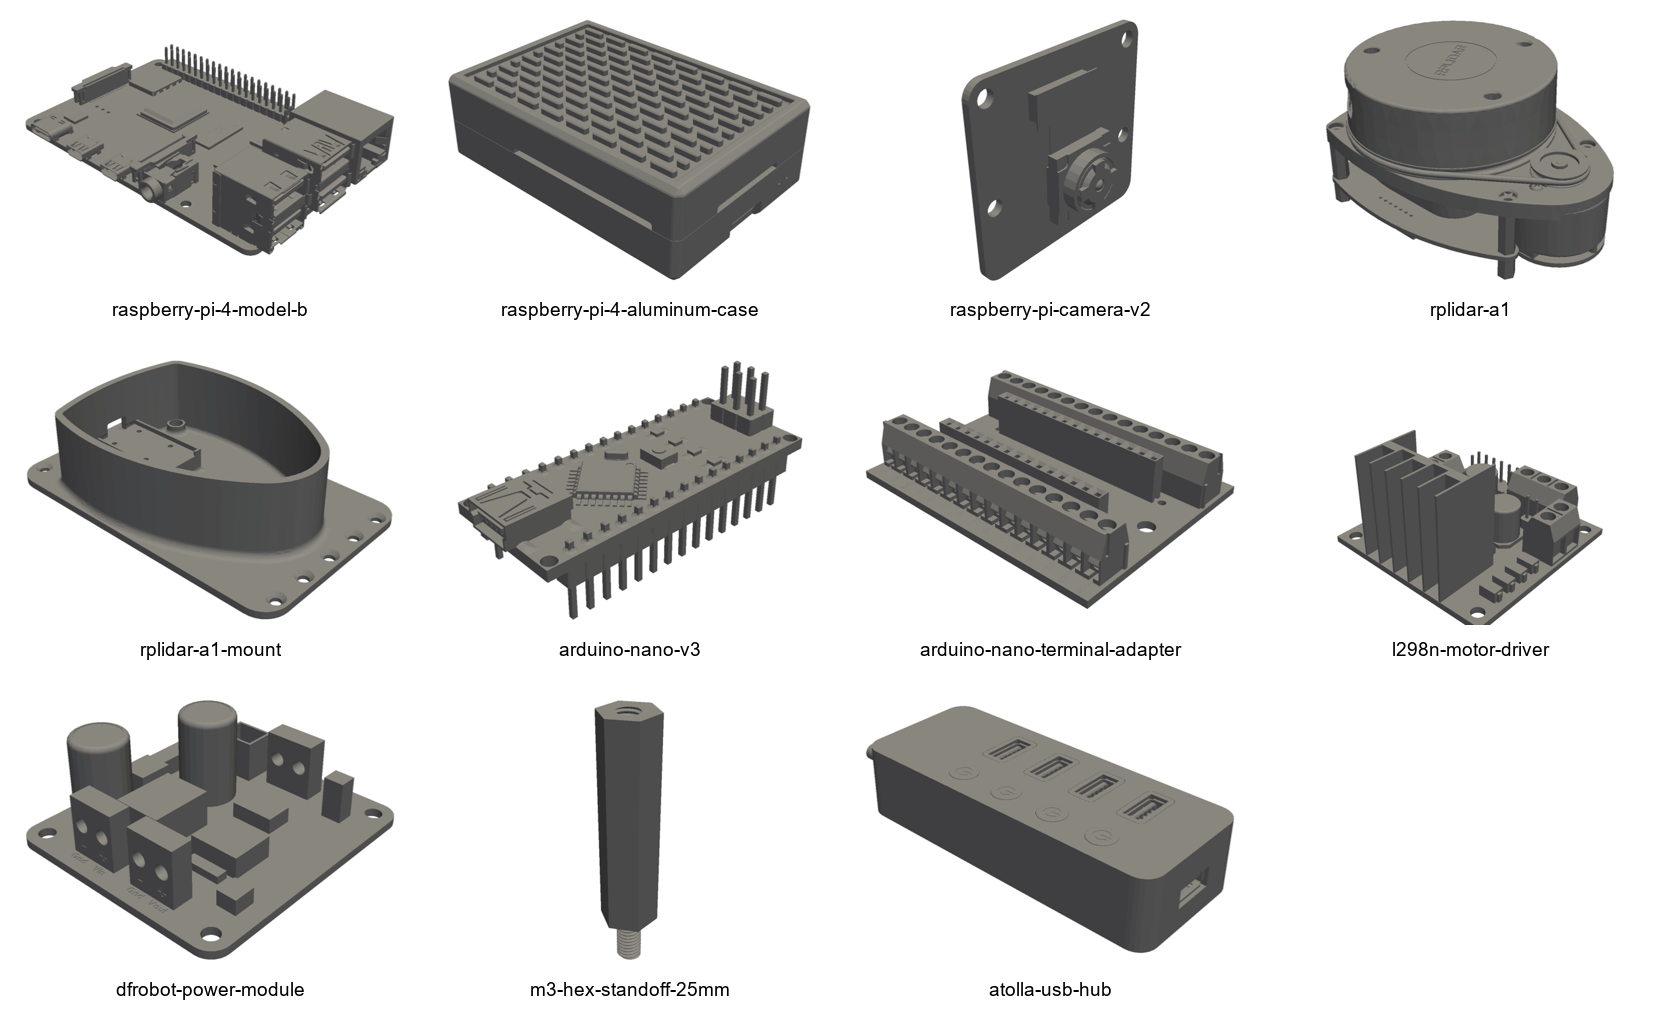 RPLIDAR
raspberry-pi-4-model-b
raspberry-pi-4-aluminum-case
raspberry-pi-camera-v2
rplidar-a1
rplidar-a1-mount
arduino-nano-v3
arduino-nano-terminal-adapter
l298n-motor-driver
dfrobot-power-module
m3-hex-standoff-25mm
atolla-usb-hub